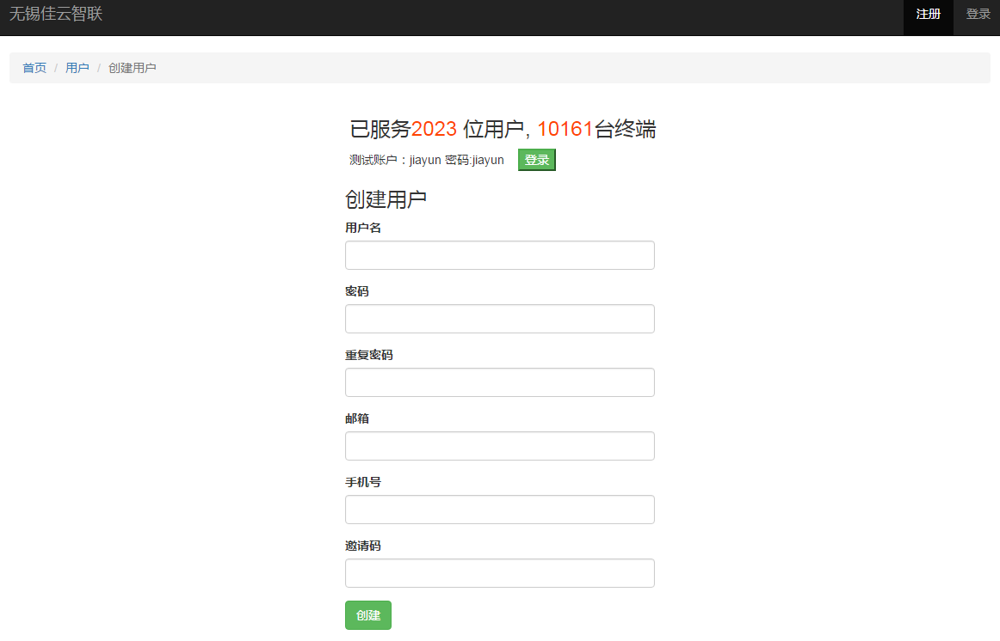 无锡佳云智联 注册 登录
首页 / 用户 / 创建用户
已服务2023 位用户, 10161台终端
测试账户：jiayun 密码:jiayun 登录
创建用户
用户名
密码
重复密码
邮箱
手机号
邀请码
创建